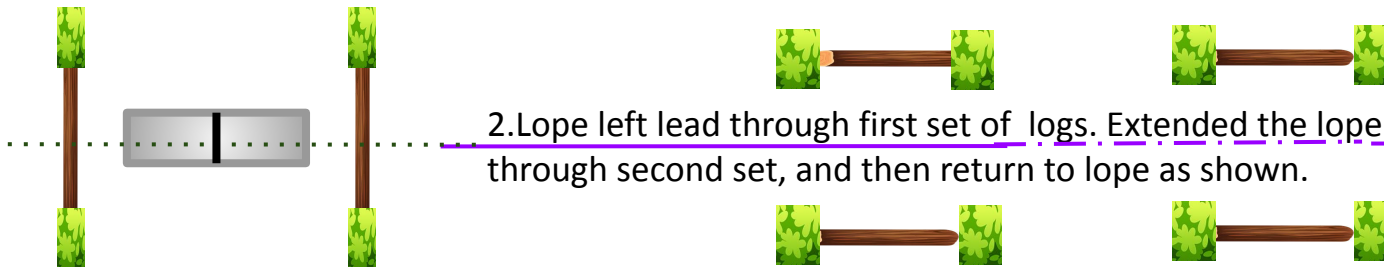 2.Lope left lead through first set of logs. Extended the lope
through second set, and then return to lope as shown.